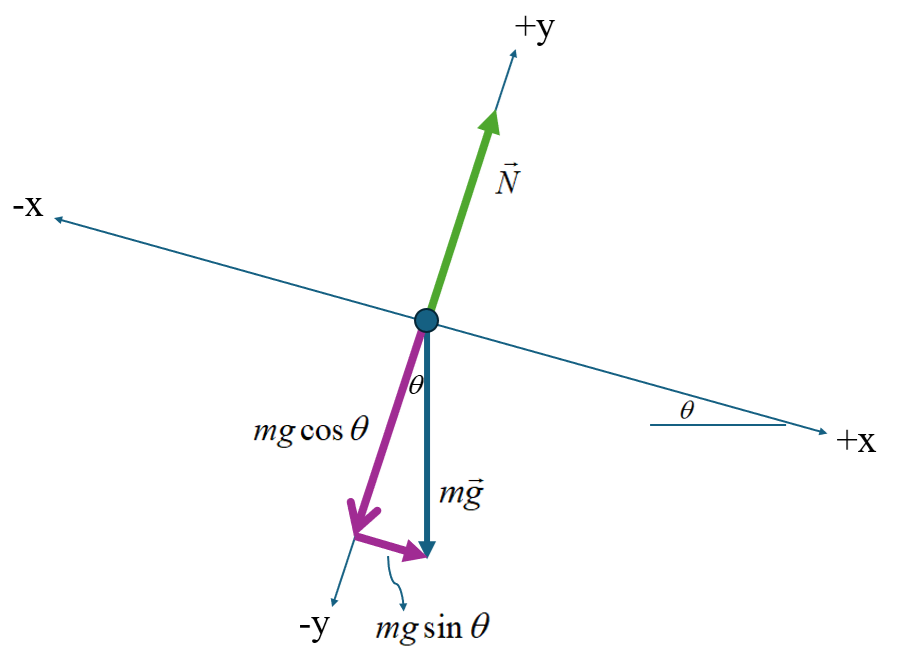 +y
N⃗
-x
θ
θ
mg cos θ
+x
mg⃗
-y
mg sin θ